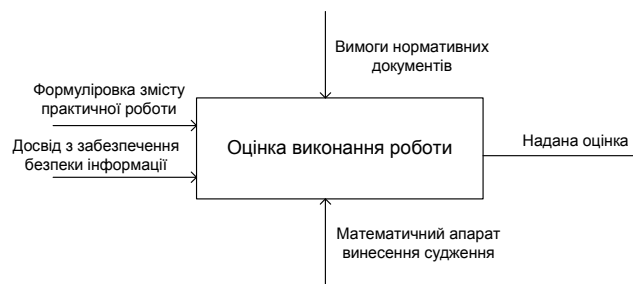 Вимоги нормативних
документів
Формуліровка змісту
практичної роботи
Досвід з забезпечення
безпеки інформації
Оцінка виконання роботи
Надана оцінка
Математичний апарат
винесення судження